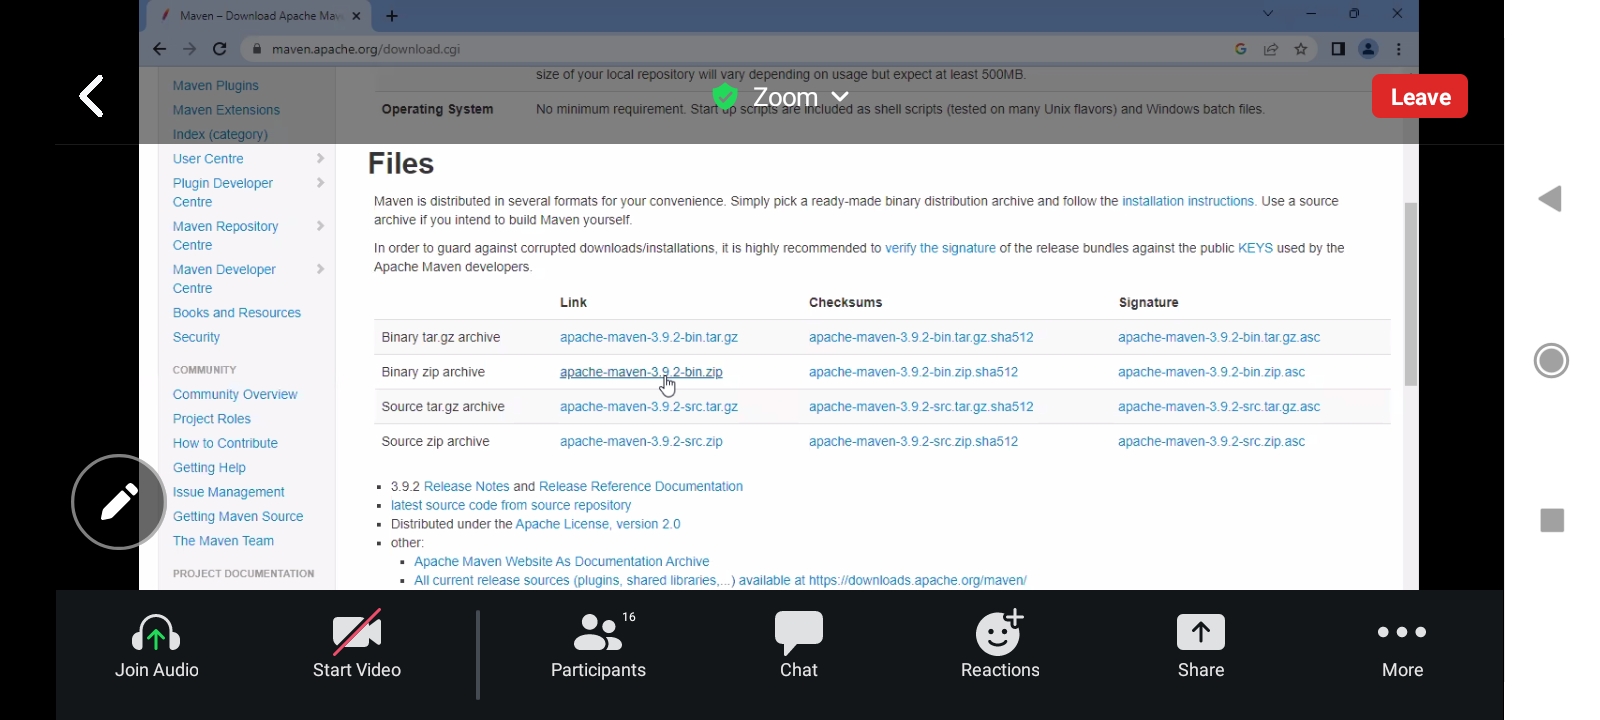 Maven – Download Apache Mav
maven.apache.org/download.cgi
Zoom
Leave
Maven Plugins
Maven Extensions
Index (category)
User Centre
Plugin Developer
Centre
Maven Repository
Centre
Maven Developer
Centre
Books and Resources
Security
COMMUNITY
Community Overview
Project Roles
How to Contribute
Getting Help
Issue Management
Getting Maven Source
The Maven Team
PROJECT DOCUMENTATION
size of your local repository will vary depending on usage but expect at least 500MB.
Operating System No minimum requirement. Start up scripts are included as shell scripts (tested on many Unix flavors) and Windows batch files.
Files
Maven is distributed in several formats for your convenience. Simply pick a ready-made binary distribution archive and follow the installation instructions. Use a source
archive if you intend to build Maven yourself.
In order to guard against corrupted downloads/installations, it is highly recommended to verify the signature of the release bundles against the public KEYS used by the
Apache Maven developers.
Link Checksums Signature
Binary tar.gz archive apache-maven-3.9.2-bin.tar.gz apache-maven-3.9.2-bin.tar.gz.sha512 apache-maven-3.9.2-bin.tar.gz.asc
Binary zip archive apache-maven-3.9.2-bin.zip apache-maven-3.9.2-bin.zip.sha512 apache-maven-3.9.2-bin.zip.asc
Source tar.gz archive apache-maven-3.9.2-src.tar.gz apache-maven-3.9.2-src.tar.gz.sha512 apache-maven-3.9.2-src.tar.gz.asc
Source zip archive apache-maven-3.9.2-src.zip apache-maven-3.9.2-src.zip.sha512 apache-maven-3.9.2-src.zip.asc
3.9.2 Release Notes and Release Reference Documentation
latest source code from source repository
Distributed under the Apache License, version 2.0
other:
Apache Maven Website As Documentation Archive
All current release sources (plugins, shared libraries,...) available at https://downloads.apache.org/maven/
16
Join Audio
Start Video
Participants
Chat
Reactions
Share
More